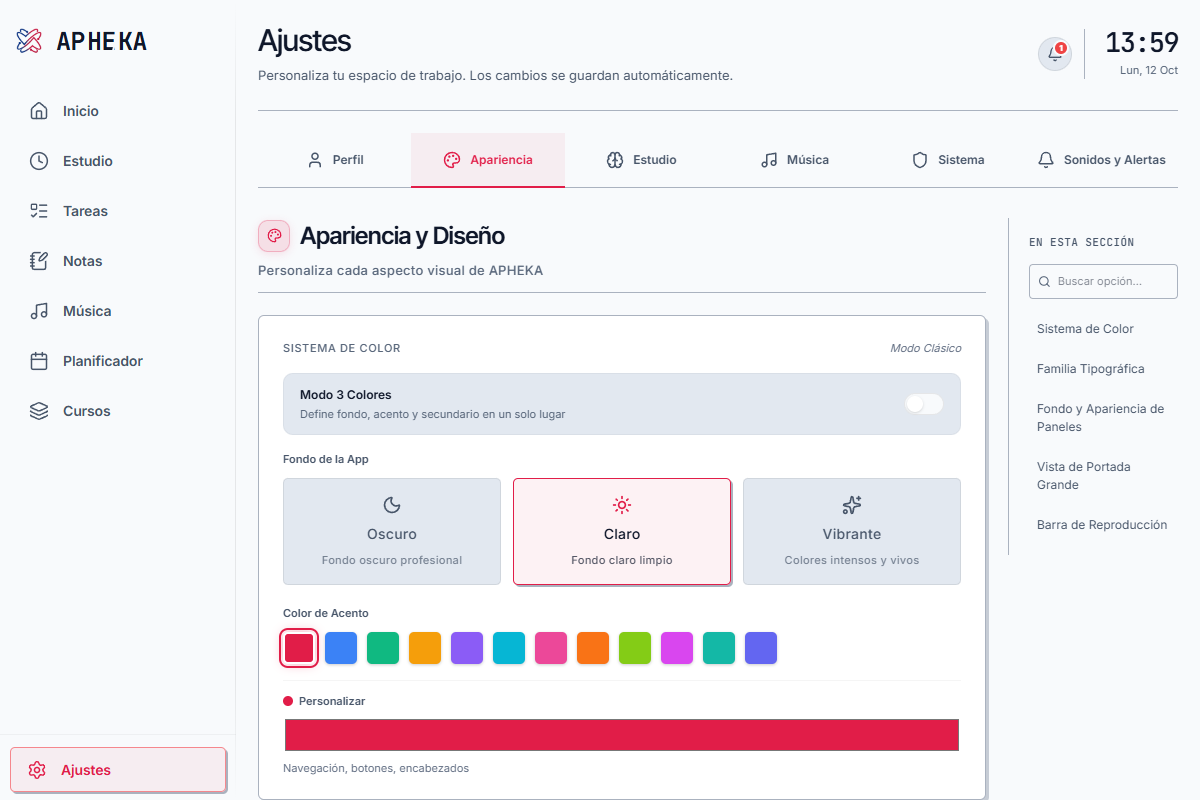 APHEKA
Inicio
Estudio
Tareas
Notas
Música
Planificador
Cursos
Ajustes
Ajustes
Personaliza tu espacio de trabajo. Los cambios se guardan automáticamente.
1
13:59
Lun, 12 Oct
Perfil
Apariencia
Estudio
Música
Sistema
Sonidos y Alertas
Apariencia y Diseño
Personaliza cada aspecto visual de APHEKA
SISTEMA DE COLOR
Modo Clásico
Modo 3 Colores
Define fondo, acento y secundario en un solo lugar
Fondo de la App
Oscuro
Fondo oscuro profesional
Claro
Fondo claro limpio
Vibrante
Colores intensos y vivos
Color de Acento
Personalizar
Navegación, botones, encabezados
EN ESTA SECCIÓN
Buscar opción...
Sistema de Color
Familia Tipográfica
Fondo y Apariencia de
Paneles
Vista de Portada
Grande
Barra de Reproducción